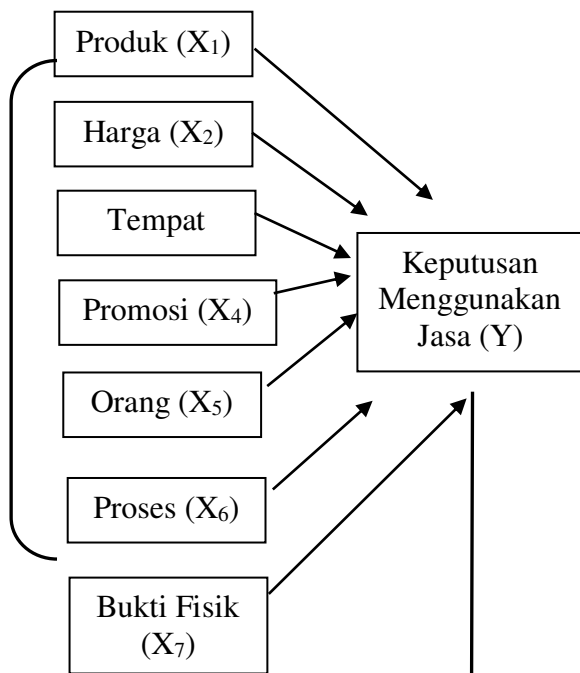 Produk (X₁)
Harga (X₂)
Tempat
Promosi (X₄)
Orang (X₅)
Proses (X₆)
Bukti Fisik
(X₇)
Keputusan
Menggunakan
Jasa (Y)